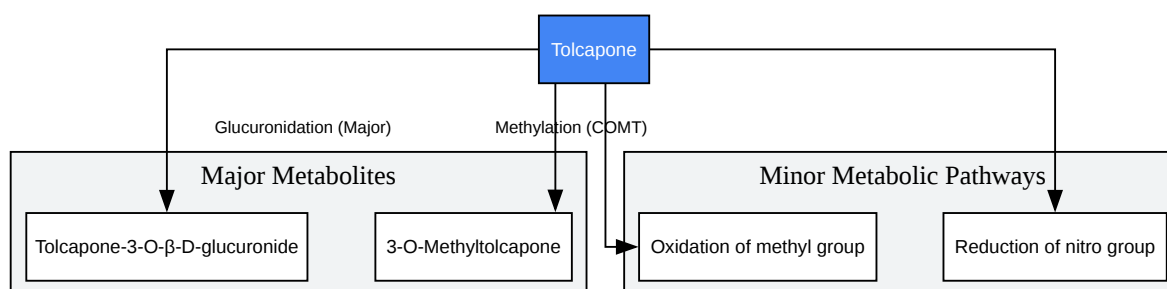 Tolcapone
Glucuronidation (Major)
Methylation (COMT)
Major Metabolites
Minor Metabolic Pathways
Tolcapone-3-O-β-D-glucuronide
3-O-Methyltolcapone
Oxidation of methyl group
Reduction of nitro group